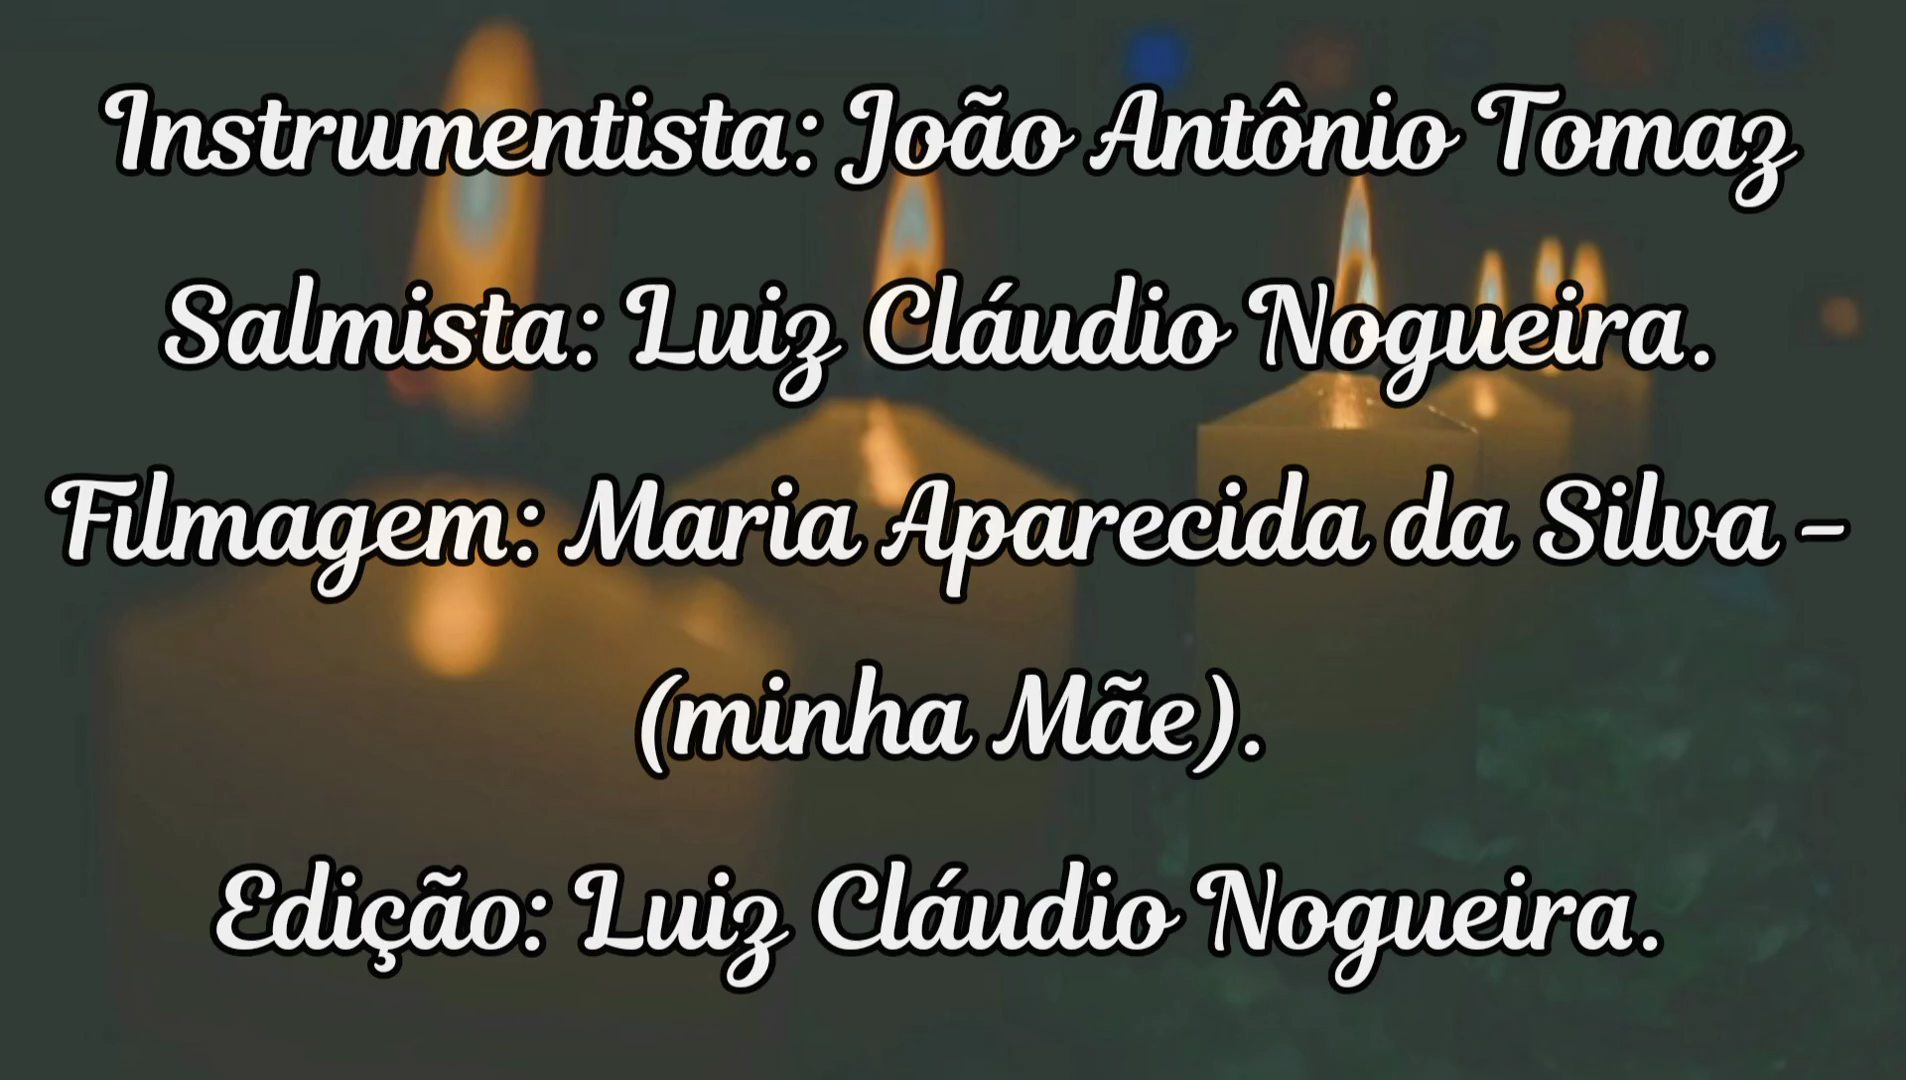 Instrumentista: João Antônio Tomaz
Salmista: Luiz Cláudio Nogueira.
Filmagem: Maria Aparecida da Silva -
(minha Mãe).
Edição: Luiz Cláudio Nogueira.